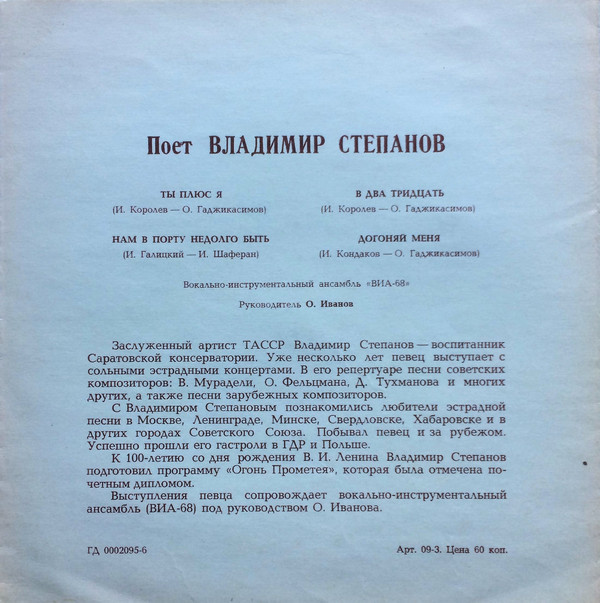 Поет ВЛАДИМИР СТЕПАНОВ
ТЫ ПЛЮС Я
(И. Королев — О. Гаджикасимов)
В ДВА ТРИДЦАТЬ
(И. Королев — О. Гаджикасимов)
НАМ В ПОРТУ НЕДОЛГО БЫТЬ
(И. Галицкий — И. Шаферан)
ДОГОНЯЙ МЕНЯ
(И. Кондаков — О. Гаджикасимов)
Вокально-инструментальный ансамбль «ВИА-68»
Руководитель О. Иванов
Заслуженный артист ТАССР Владимир Степанов — воспитанник
Саратовской консерватории. Уже несколько лет певец выступает с
сольными эстрадными концертами. В его репертуаре песни советских
композиторов: В. Мурадели, О. Фельцмана, Д. Тухманова и многих
других, а также песни зарубежных композиторов.
С Владимиром Степановым познакомились любители эстрадной
песни в Москве, Ленинграде, Минске, Свердловске, Хабаровске и в
других городах Советского Союза. Побывал певец и за рубежом.
Успешно прошли его гастроли в ГДР и Польше.
К 100-летию со дня рождения В. И. Ленина Владимир Степанов
подготовил программу «Огонь Прометея», которая была отмечена по-
четным дипломом.
Выступления певца сопровождает вокально-инструментальный
ансамбль (ВИА-68) под руководством О. Иванова.
ГД 0002095-6
Арт. 09-3. Цена 60 коп.